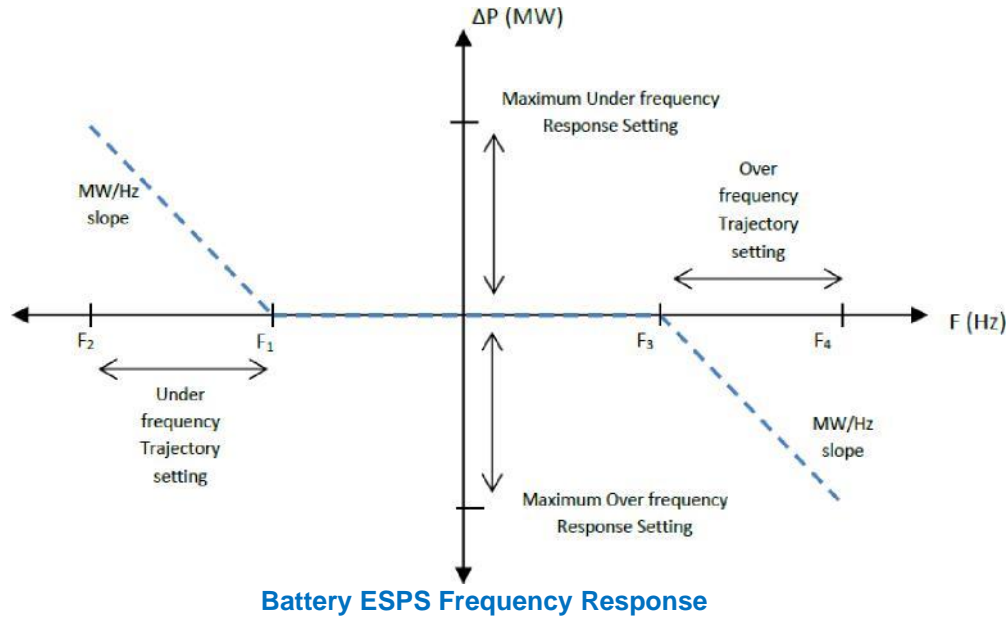 ΔP (MW)
Maximum Under frequency
Response Setting
Over
frequency
Trajectory
setting
MW/Hz
slope
F₂
F₁
F₃
F₄
F (Hz)
Under
frequency
Trajectory
setting
MW/Hz
slope
Maximum Over frequency
Response Setting
Battery ESPS Frequency Response